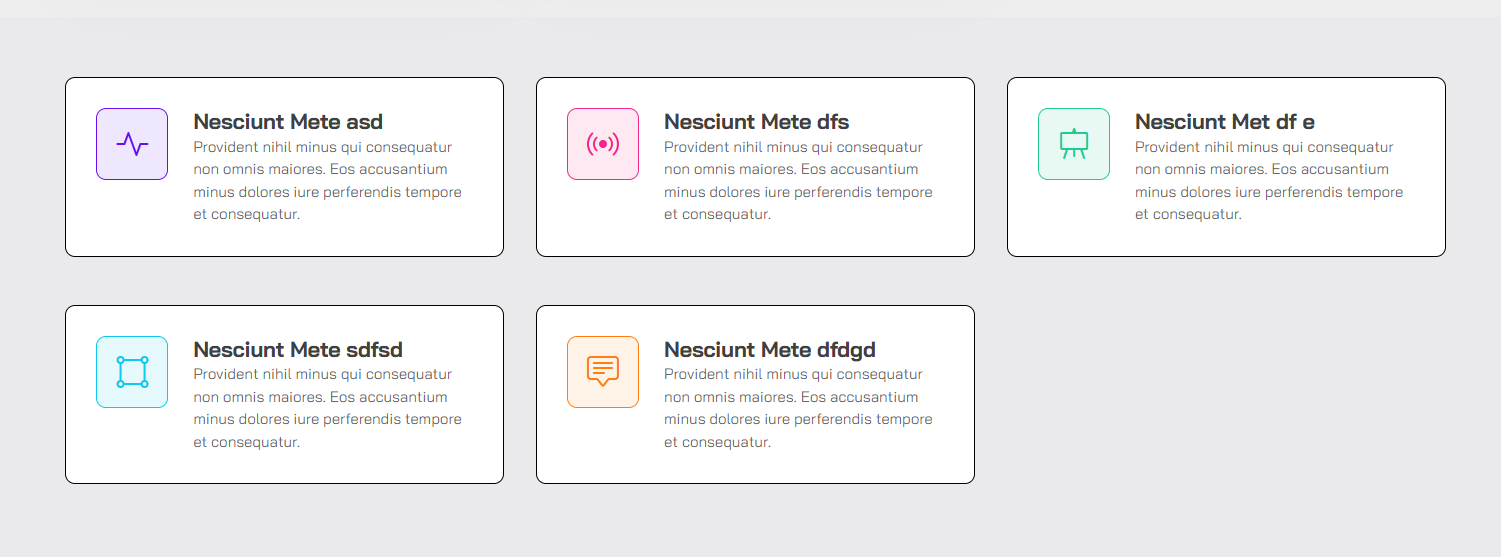 Nesciunt Mete asd
Provident nihil minus qui consequatur
non omnis maiores. Eos accusantium
minus dolores iure perferendis tempore
et consequatur.
Nesciunt Mete dfs
Provident nihil minus qui consequatur
non omnis maiores. Eos accusantium
minus dolores iure perferendis tempore
et consequatur.
Nesciunt Met df e
Provident nihil minus qui consequatur
non omnis maiores. Eos accusantium
minus dolores iure perferendis tempore
et consequatur.
Nesciunt Mete sdfsd
Provident nihil minus qui consequatur
non omnis maiores. Eos accusantium
minus dolores iure perferendis tempore
et consequatur.
Nesciunt Mete dfdgd
Provident nihil minus qui consequatur
non omnis maiores. Eos accusantium
minus dolores iure perferendis tempore
et consequatur.